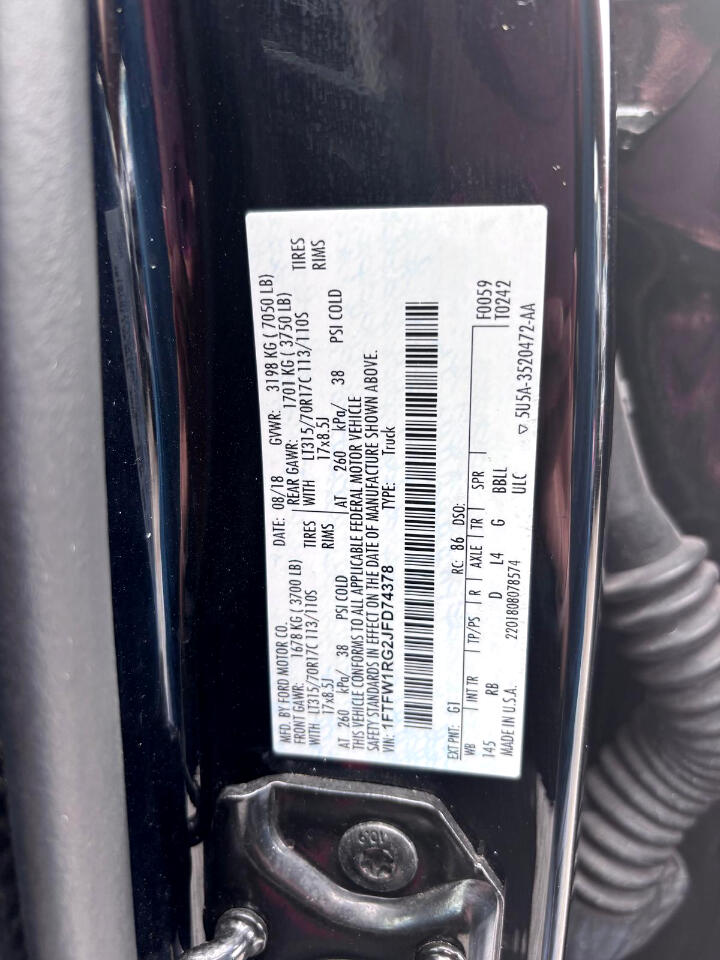 MFD. BY FORD MOTOR CO. DATE: 08/18 GVWR: 3198 KG ( 7050 LB)
FRONT GAWR: 1678 KG ( 3700 LB) REAR GAWR: 1701 KG ( 3750 LB)
WITH LT315/70R17C 113/110S TIRES WITH LT315/70R17C 113/110S TIRES
17x8.5J RIMS 17x8.5J RIMS
AT 260 kPa/ 38 PSI COLD AT 260 kPa/ 38 PSI COLD
THIS VEHICLE CONFORMS TO ALL APPLICABLE FEDERAL MOTOR VEHICLE
SAFETY STANDARDS IN EFFECT ON THE DATE OF MANUFACTURE SHOWN ABOVE.
VIN: 1FTFW1RG2JFD74378 TYPE: Truck
EXT PNT: G1 RC: 86 DSO: F0059
T0242
WB INT TR TP/PS R AXLE TR SPR
145 RB D L4 G BBLL
MADE IN U.S.A. 2201808078574 ULC
▽ 5U5A-3520472-AA
10.9